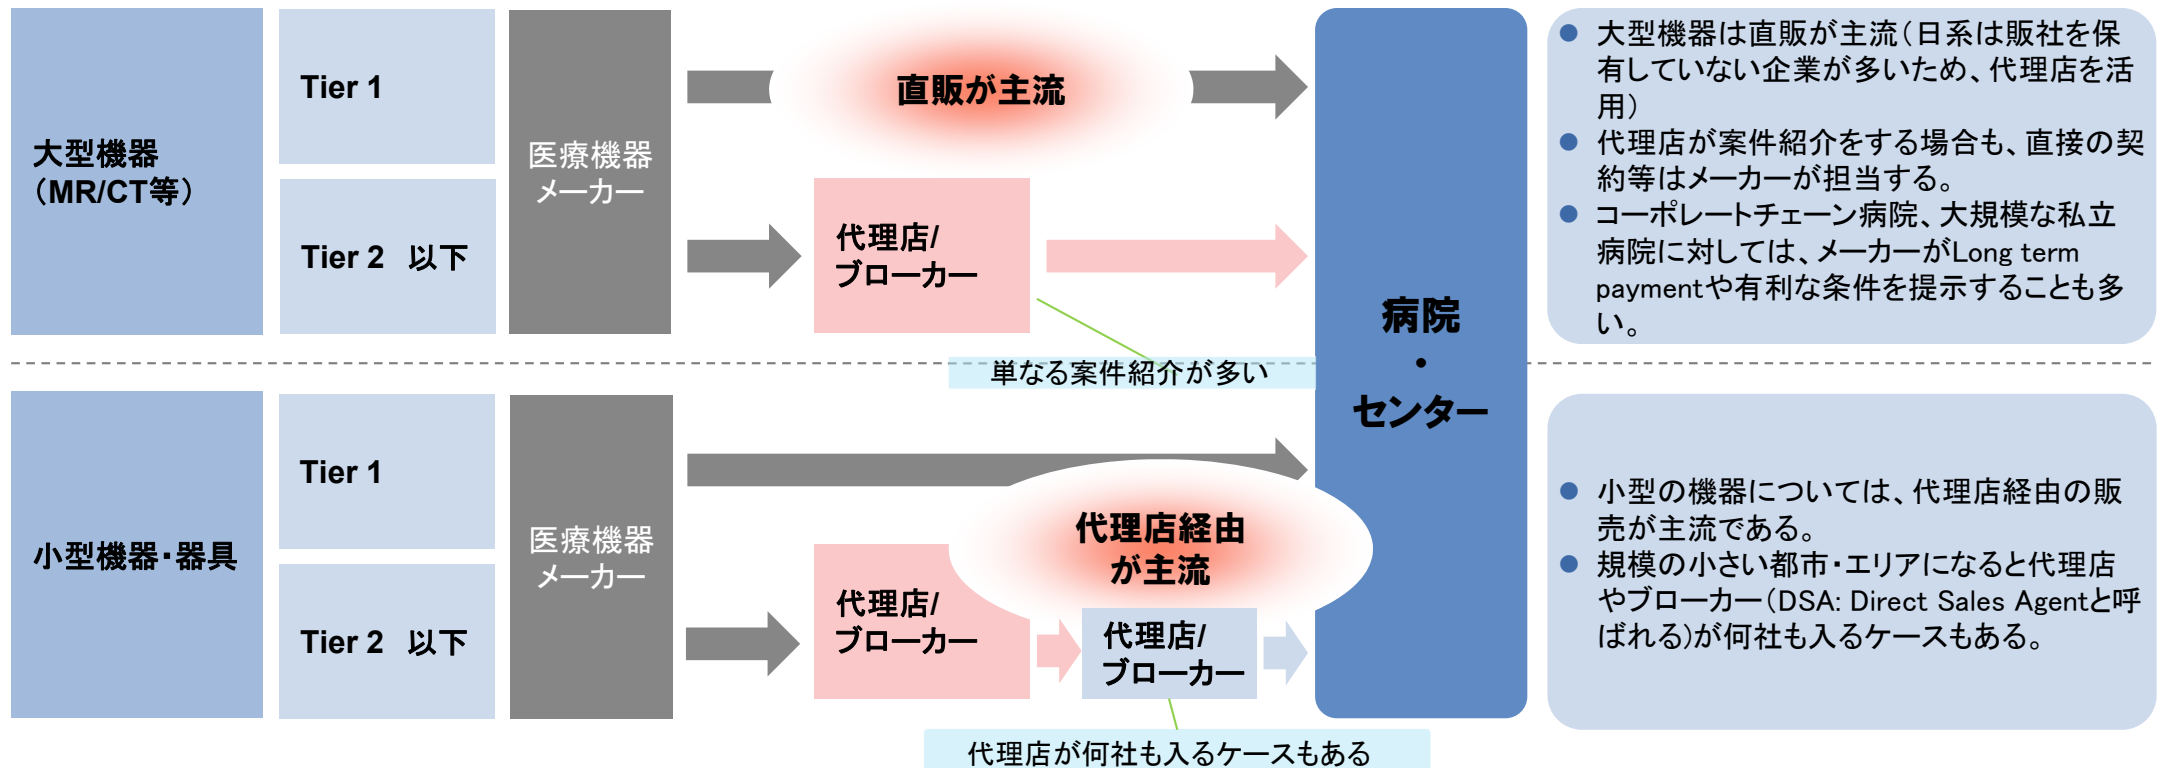 大型機器
（MR/CT等）
Tier 1
Tier 2　以下
医療機器
メーカー
直販が主流
代理店/
ブローカー
単なる案件紹介が多い
小型機器・器具
Tier 1
Tier 2　以下
医療機器
メーカー
代理店経由
が主流
代理店/
ブローカー
代理店/
ブローカー
代理店が何社も入るケースもある
病院
・
センター
● 大型機器は直販が主流（日系は販社を保
有していない企業が多いため、代理店を活
用）
● 代理店が案件紹介をする場合も、直接の契
約等はメーカーが担当する。
● コーポレートチェーン病院、大規模な私立
病院に対しては、メーカーがLong term
paymentや有利な条件を提示することも多
い。
● 小型の機器については、代理店経由の販
売が主流である。
● 規模の小さい都市・エリアになると代理店
やブローカー（DSA: Direct Sales Agentと呼
ばれる)が何社も入るケースもある。